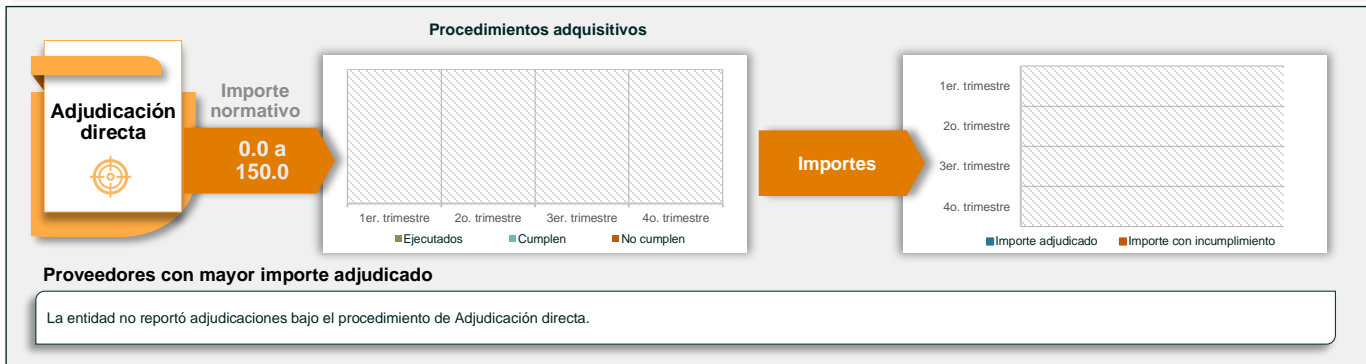 Procedimientos adquisitivos
Adjudicación
directa
Importe
normativo
0.0 a
150.0
1er. trimestre
2o. trimestre
3er. trimestre
4o. trimestre
Ejecutados
Cumplen
No cumplen
Importes
1er. trimestre
2o. trimestre
3er. trimestre
4o. trimestre
Importe adjudicado
Importe con incumplimiento
Proveedores con mayor importe adjudicado
La entidad no reportó adjudicaciones bajo el procedimiento de Adjudicación directa.